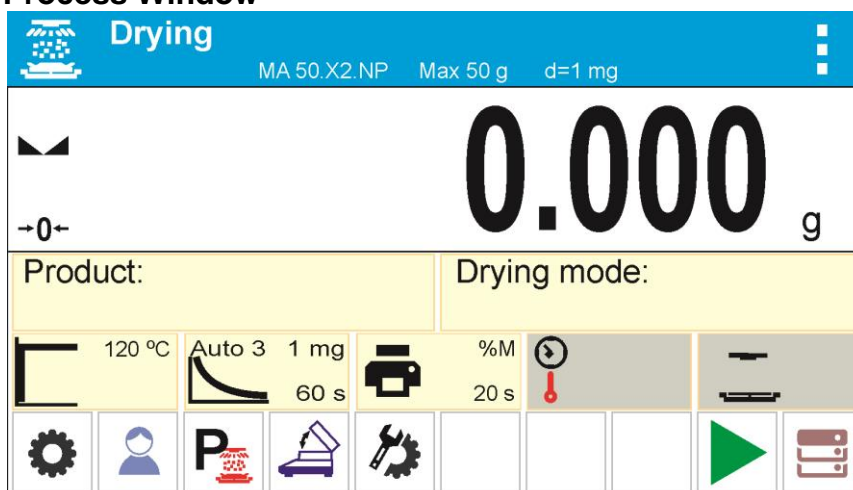 Process Window
Drying
MA 50.X2.NP Max 50 g d=1 mg
0.000 g
→0←
Product:
Drying mode:
120 ºC
Auto 3 1 mg
60 s
%M
20 s
P